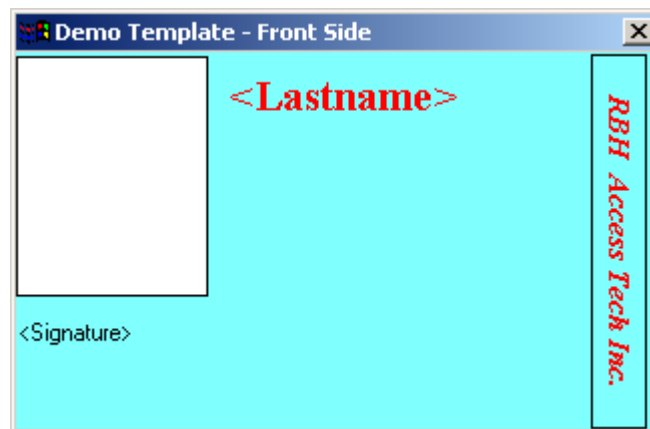 Demo Template - Front Side
<Lastname>
RBH Access Tech Inc.
<Signature>